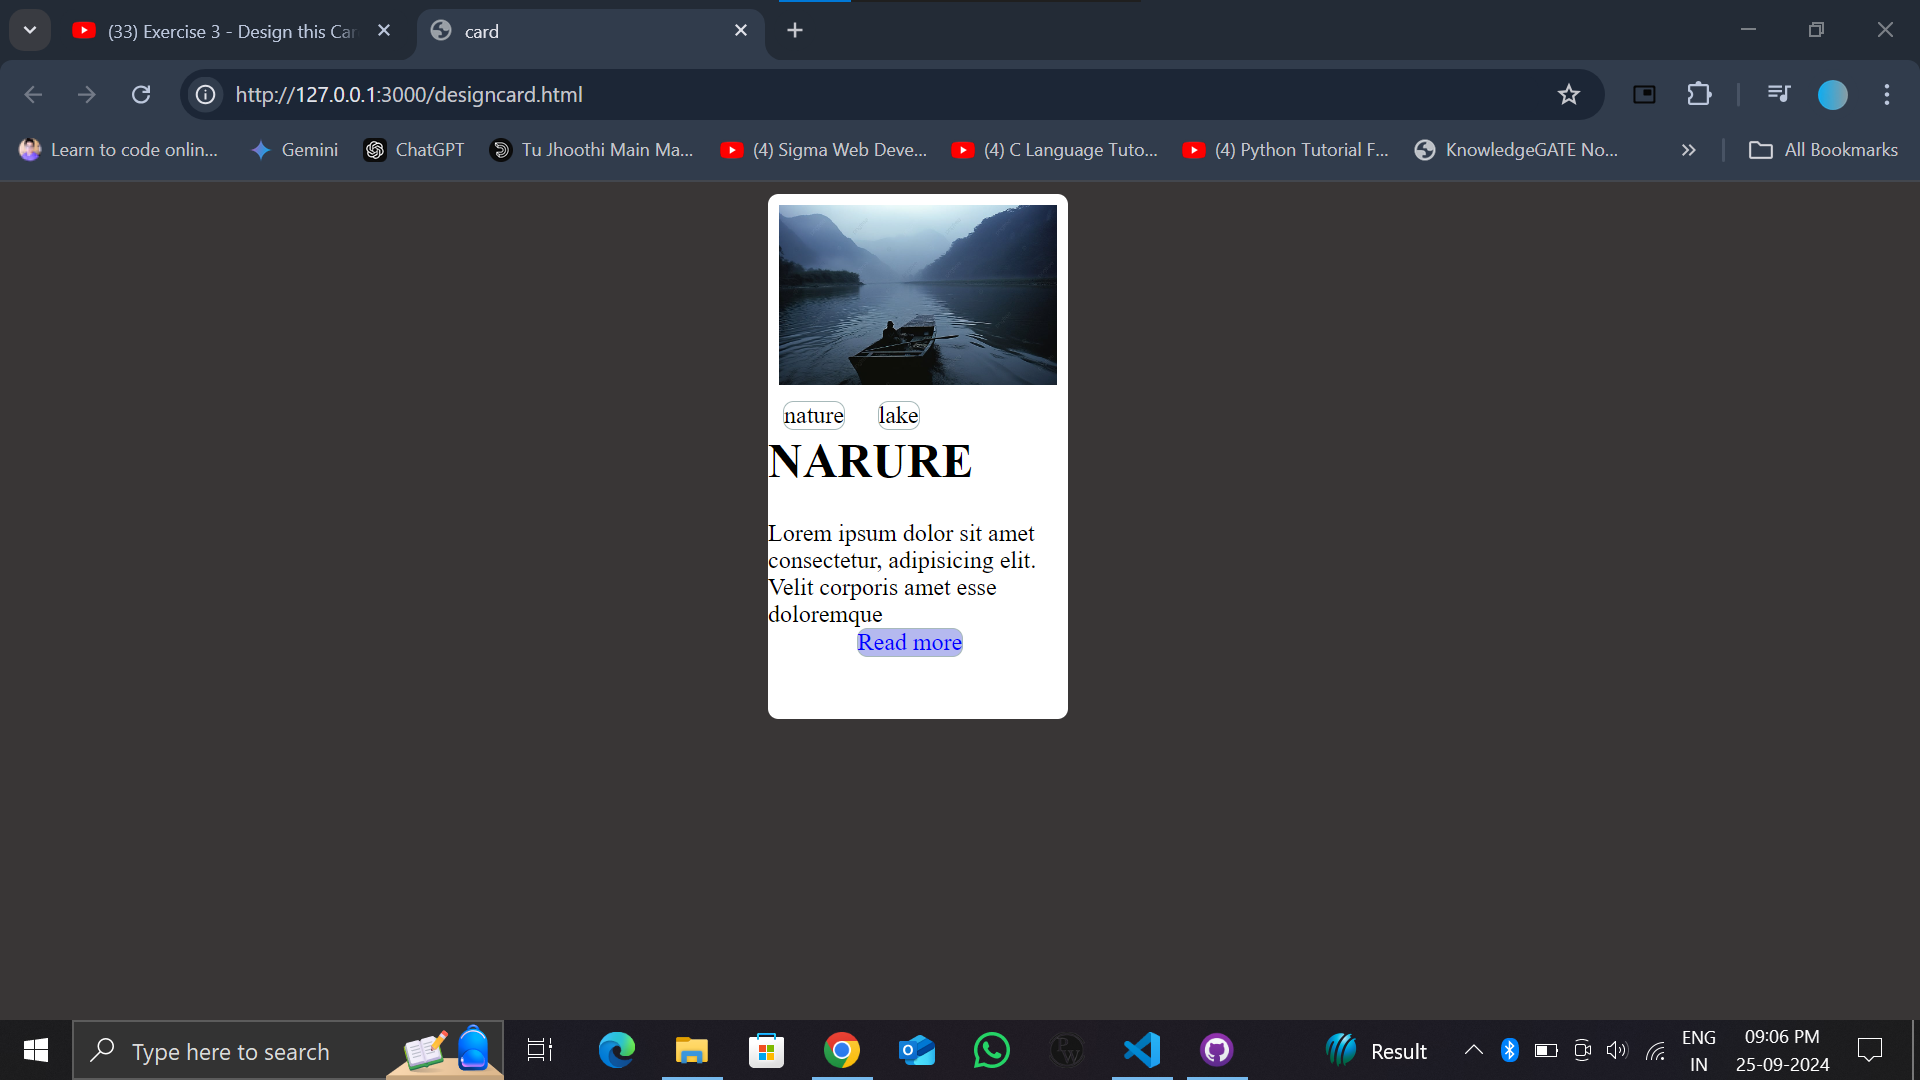 (33) Exercise 3 - Design this Car
card
http://127.0.0.1:3000/designcard.html
Learn to code onlin...
Gemini
ChatGPT
Tu Jhoothi Main Ma...
(4) Sigma Web Deve...
(4) C Language Tuto...
(4) Python Tutorial F...
KnowledgeGATE No...
All Bookmarks
nature
lake
NARURE
Lorem ipsum dolor sit amet
consectetur, adipisicing elit.
Velit corporis amet esse
doloremque
Read more
Type here to search
PW
Result
ENG
IN
09:06 PM
25-09-2024